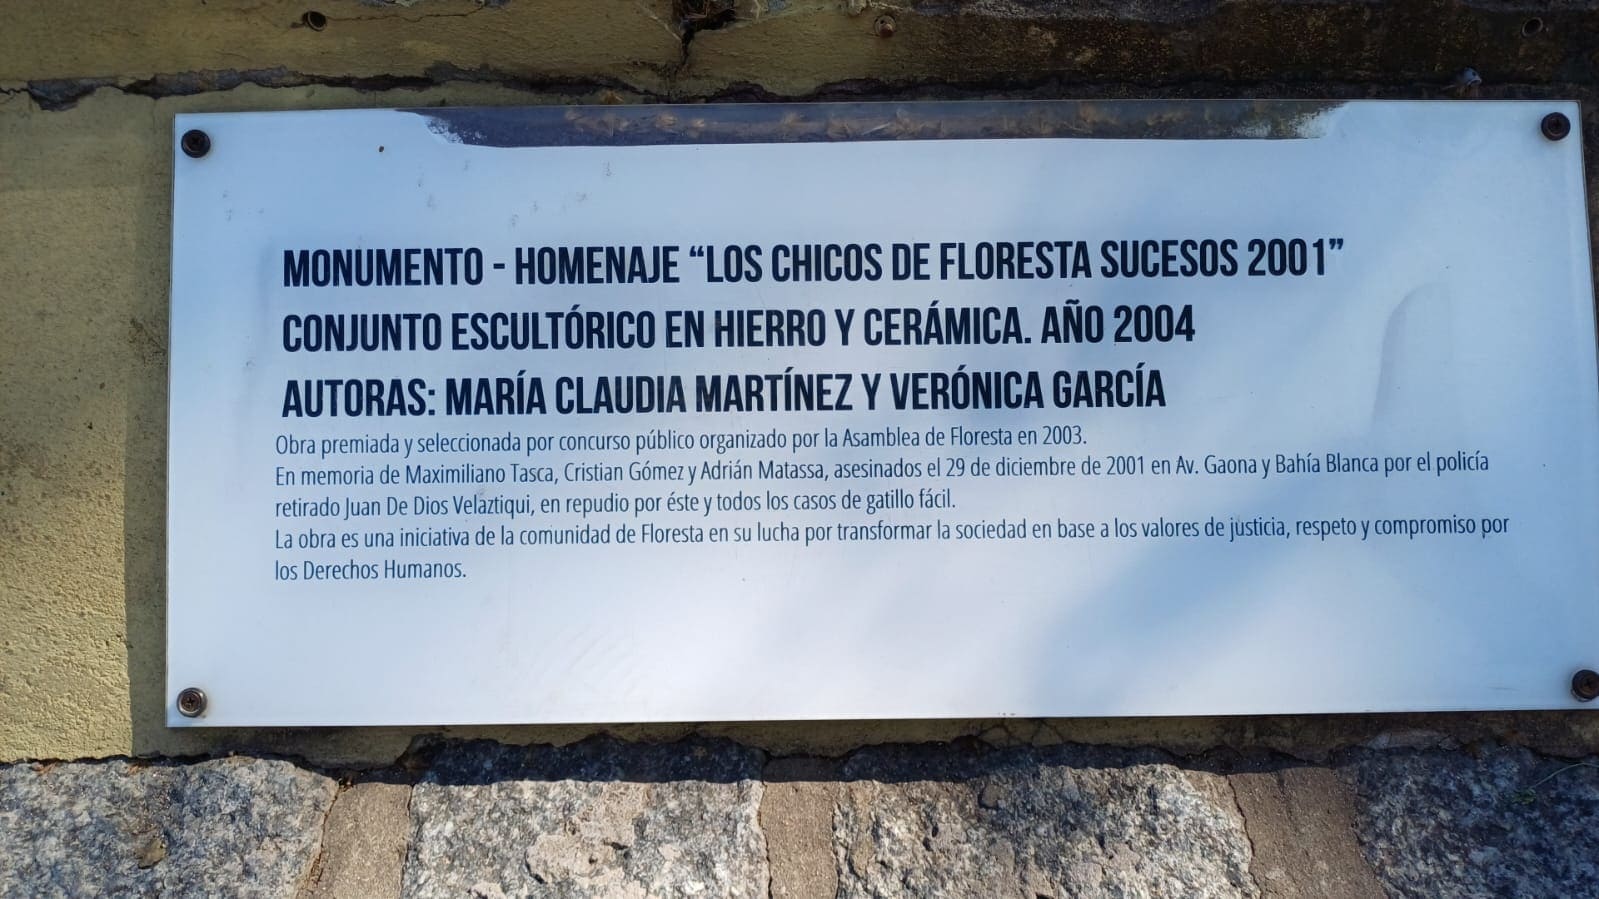 MONUMENTO - HOMENAJE “LOS CHICOS DE FLORESTA SUCESOS 2001”
CONJUNTO ESCULTÓRICO EN HIERRO Y CERÁMICA. AÑO 2004
AUTORAS: MARÍA CLAUDIA MARTÍNEZ Y VERÓNICA GARCÍA
Obra premiada y seleccionada por concurso público organizado por la Asamblea de Floresta en 2003.
En memoria de Maximiliano Tasca, Cristian Gómez y Adrián Matassa, asesinados el 29 de diciembre de 2001 en Av. Gaona y Bahía Blanca por el policía
retirado Juan De Dios Velaztiqui, en repudio por éste y todos los casos de gatillo fácil.
La obra es una iniciativa de la comunidad de Floresta en su lucha por transformar la sociedad en base a los valores de justicia, respeto y compromiso por
los Derechos Humanos.